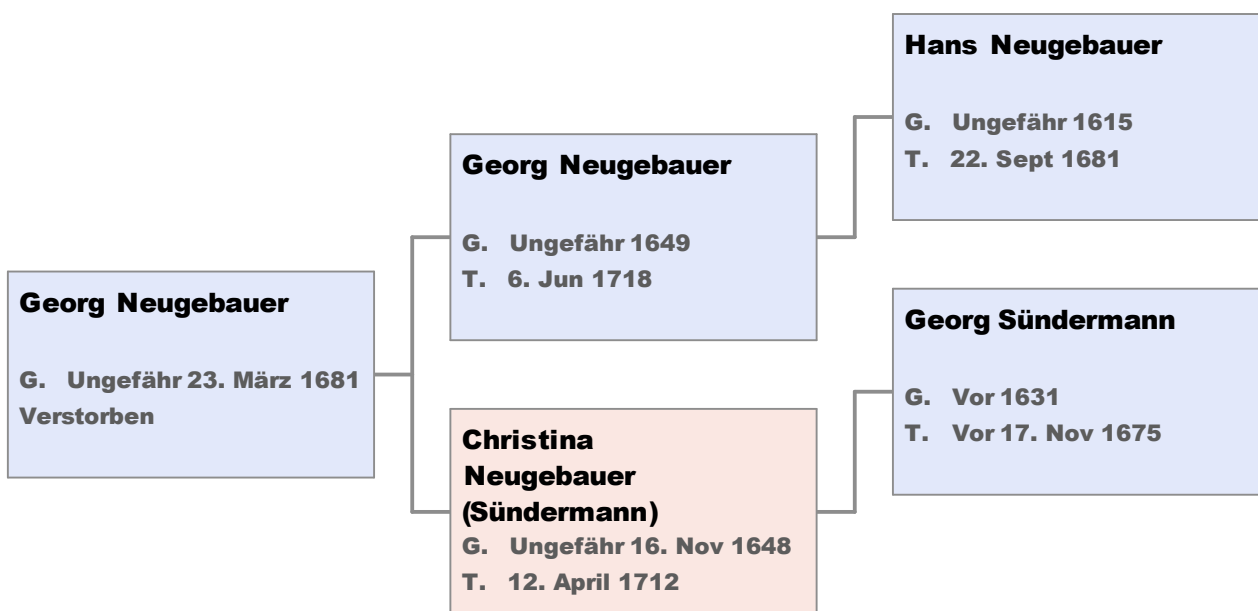 Hans Neugebauer
G. Ungefähr 1615
T. 22. Sept 1681
Georg Neugebauer
G. Ungefähr 1649
T. 6. Jun 1718
Georg Neugebauer
G. Ungefähr 23. März 1681
Verstorben
Georg Sündermann
G. Vor 1631
T. Vor 17. Nov 1675
Christina
Neugebauer
(Sündermann)
G. Ungefähr 16. Nov 1648
T. 12. April 1712